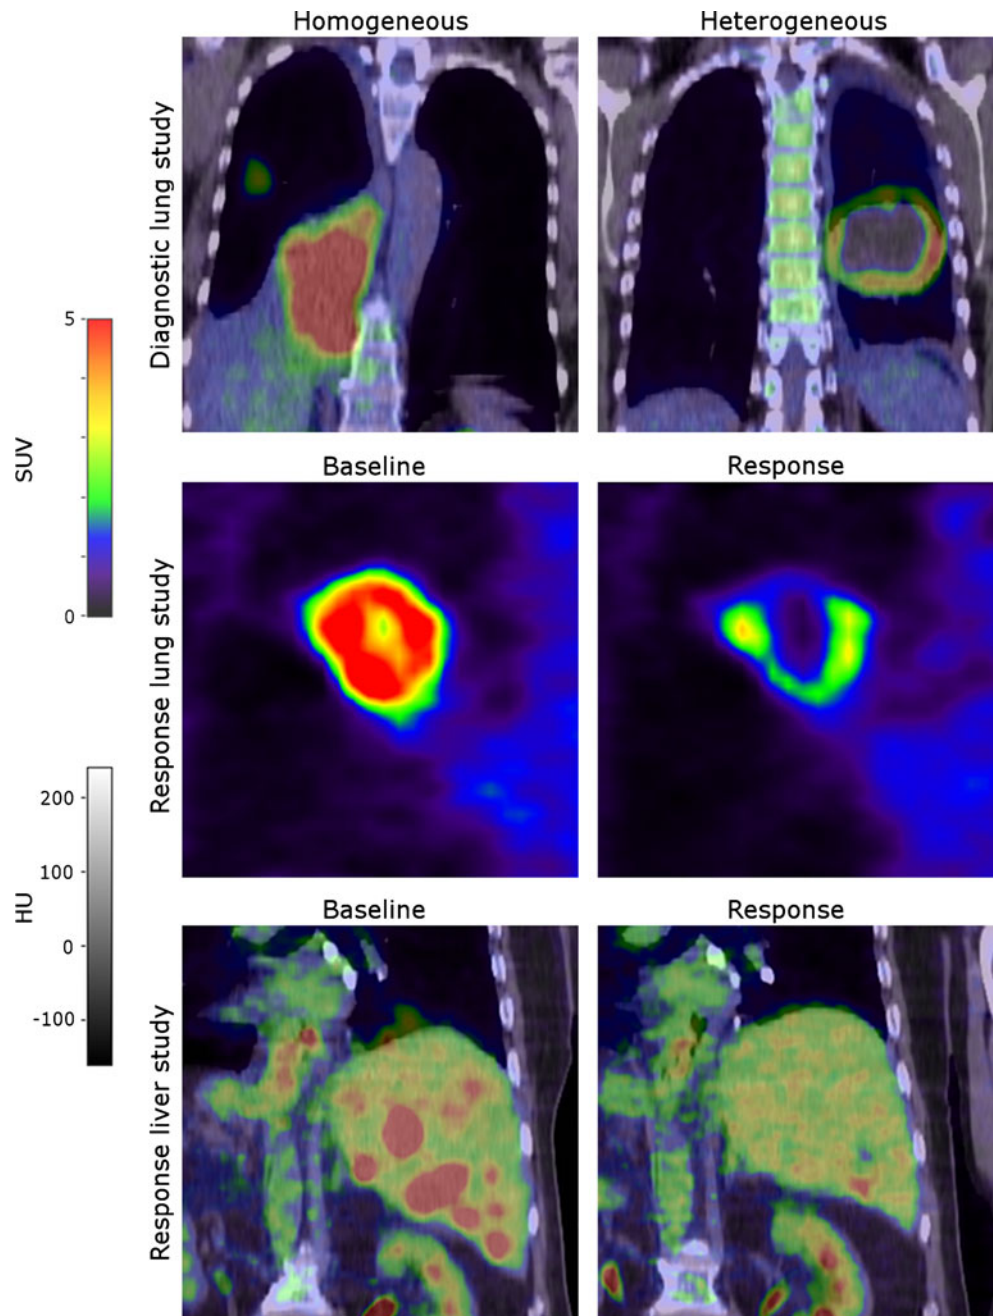 Homogeneous
Heterogeneous
Diagnostic lung study
5
SUV
0
Baseline
Response
Response lung study
200
100
HU
0
-100
Baseline
Response
Response liver study